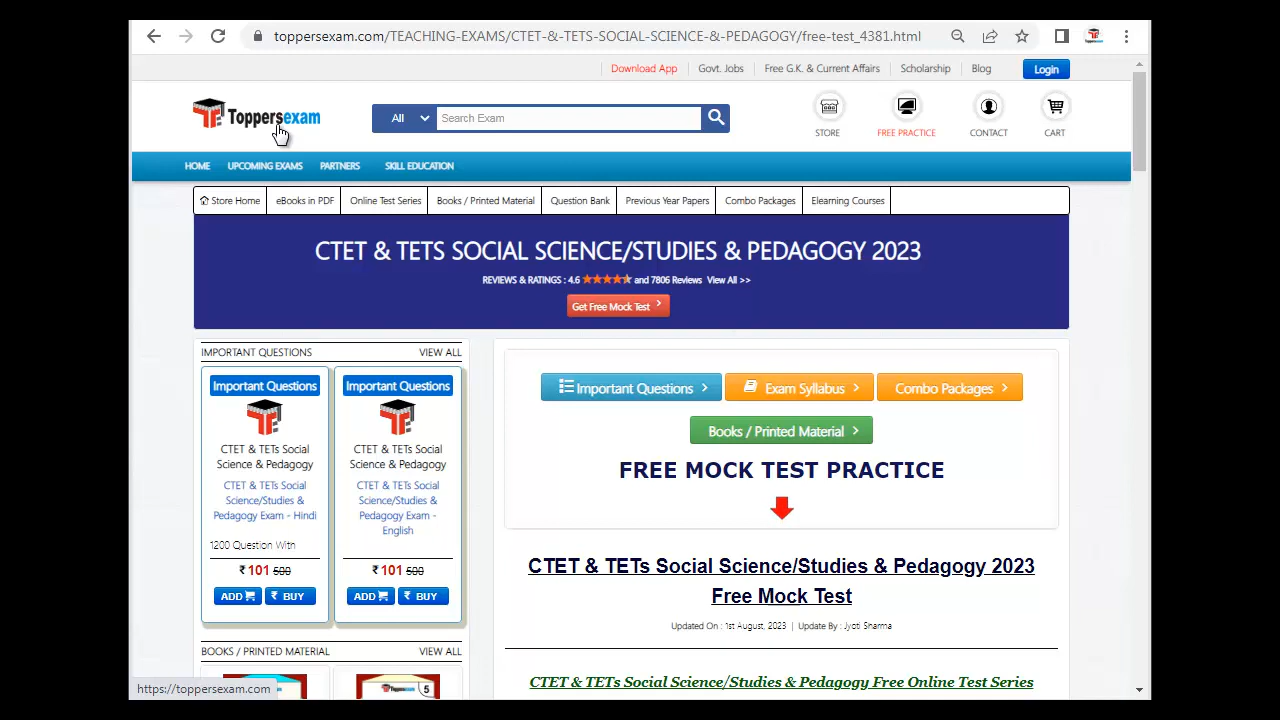 toppersexam.com/TEACHING-EXAMS/CTET-&-TETS-SOCIAL-SCIENCE-&-PEDAGOGY/free-test_4381.html
Download App Govt. Jobs Free G.K. & Current Affairs Scholarship Blog Login
Toppersexam All Search Exam
STORE FREE PRACTICE CONTACT CART
HOME UPCOMING EXAMS PARTNERS SKILL EDUCATION
Store Home eBooks in PDF Online Test Series Books / Printed Material Question Bank Previous Year Papers Combo Packages Elearning Courses
CTET & TETS SOCIAL SCIENCE/STUDIES & PEDAGOGY 2023
REVIEWS & RATINGS : 4.6 and 7806 Reviews View All >>
Get Free Mock Test
IMPORTANT QUESTIONS VIEW ALL
Important Questions
CTET & TETs Social
Science & Pedagogy
CTET & TETs Social
Science/Studies &
Pedagogy Exam - Hindi
1200 Question With
₹ 101 500
ADD ₹ BUY
Important Questions
CTET & TETs Social
Science & Pedagogy
CTET & TETs Social
Science/Studies &
Pedagogy Exam -
English
₹ 101 500
ADD ₹ BUY
BOOKS / PRINTED MATERIAL VIEW ALL
Toppersexam 5
Important Questions Exam Syllabus Combo Packages
Books / Printed Material
FREE MOCK TEST PRACTICE
CTET & TETs Social Science/Studies & Pedagogy 2023
Free Mock Test
Updated On : 1st August, 2023 | Update By : Jyoti Sharma
CTET & TETs Social Science/Studies & Pedagogy Free Online Test Series
https://toppersexam.com